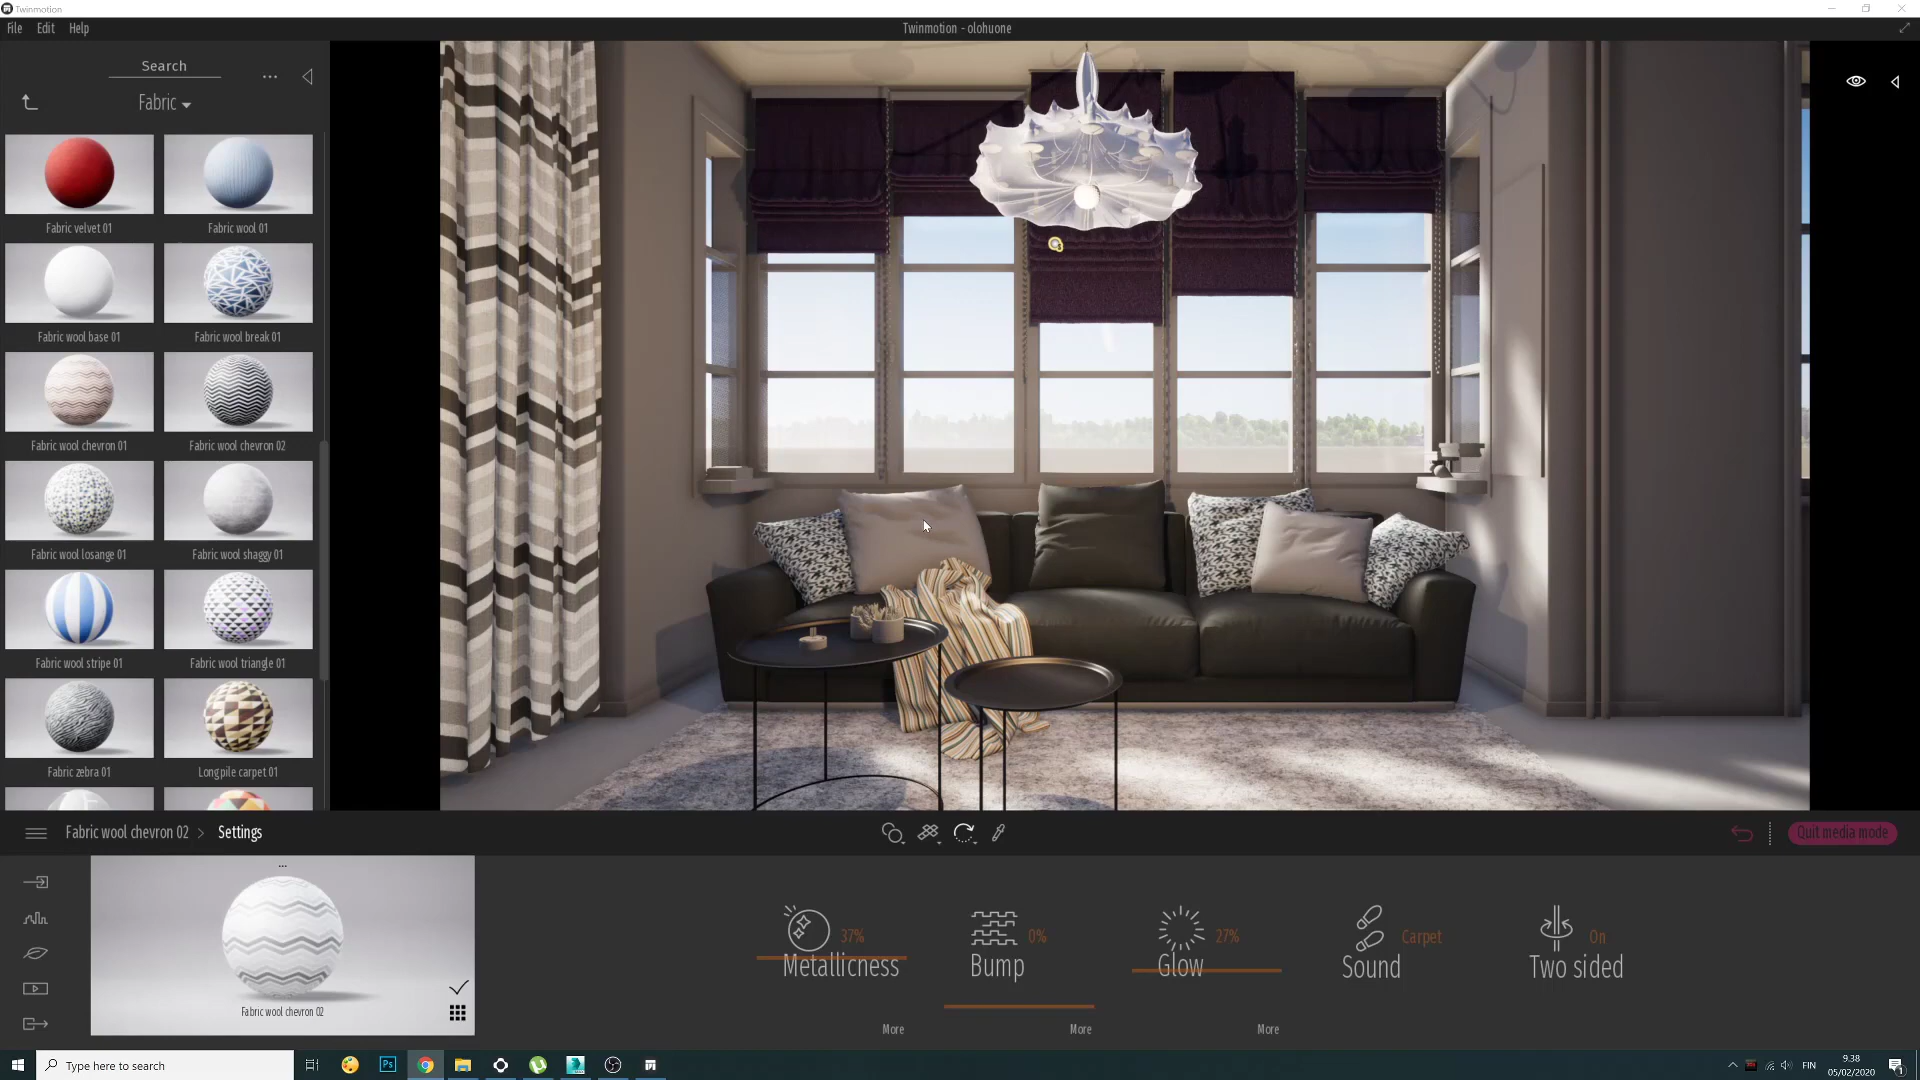 Twinmotion
File Edit Help
Twinmotion - olohuone
Search
...
Fabric
Fabric velvet 01
Fabric wool 01
Fabric wool base 01
Fabric wool break 01
Fabric wool chevron 01
Fabric wool chevron 02
Fabric wool losange 01
Fabric wool shaggy 01
Fabric wool stripe 01
Fabric wool triangle 01
Fabric zebra 01
Long pile carpet 01
Fabric wool chevron 02 > Settings
Quit media mode
...
Fabric wool chevron 02
37%
Metallicness
More
0%
Bump
More
27%
Glow
More
Carpet
Sound
On
Two sided
Type here to search
Ps
FIN
9.38
05/02/2020